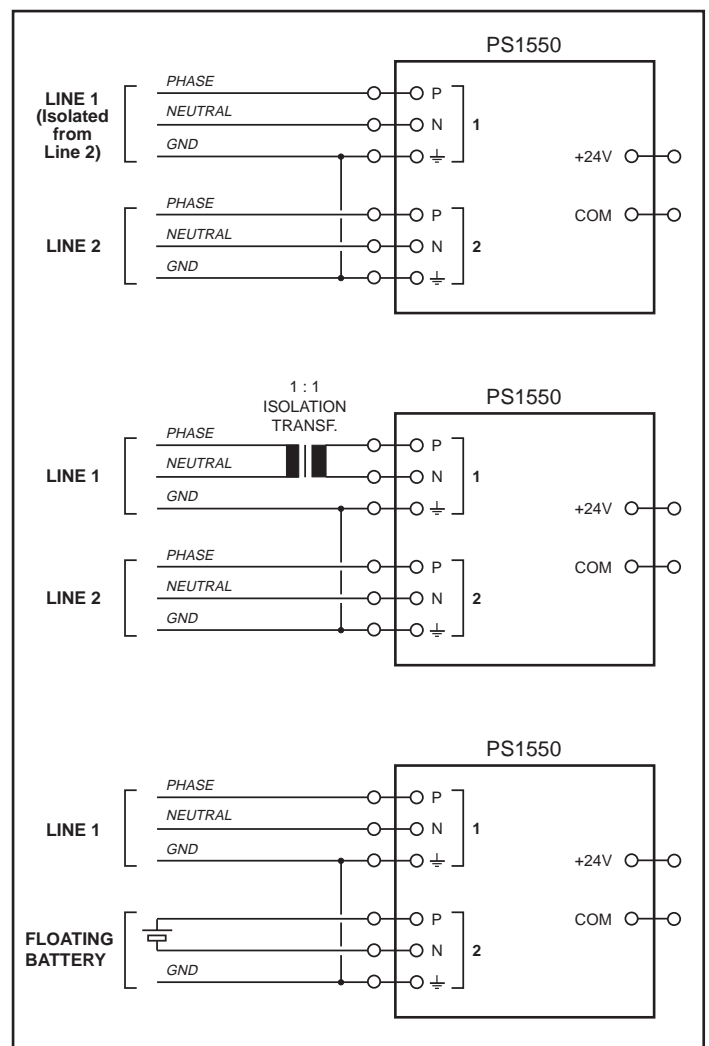 PS1550
LINE 1
(Isolated
from
Line 2)
PHASE
NEUTRAL
GND
P
N
1
+24V
COM
LINE 2
PHASE
NEUTRAL
GND
P
N
2
1 : 1
ISOLATION
TRANSF.
PS1550
LINE 1
PHASE
NEUTRAL
GND
P
N
1
+24V
COM
LINE 2
PHASE
NEUTRAL
GND
P
N
2
PS1550
LINE 1
PHASE
NEUTRAL
GND
P
N
1
+24V
COM
FLOATING
BATTERY
GND
P
N
2